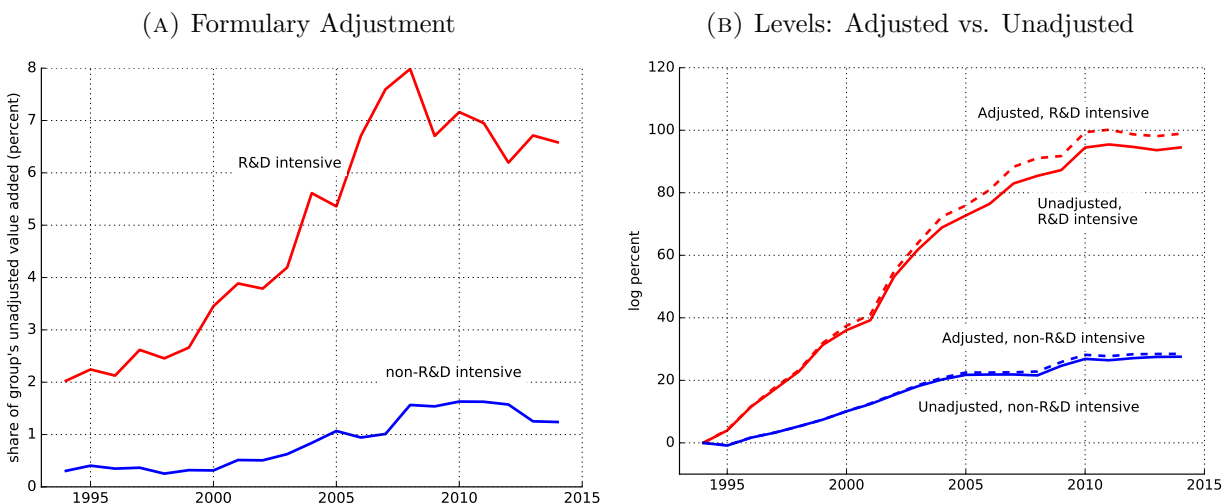 (A) Formulary Adjustment
share of group's unadjusted value added (percent)
8
7
6
5
4
3
2
1
0
R&D intensive
non-R&D intensive
1995
2000
2005
2010
2015
(B) Levels: Adjusted vs. Unadjusted
log percent
120
100
80
60
40
20
0
Adjusted, R&D intensive
Unadjusted,
R&D intensive
Adjusted, non-R&D intensive
Unadjusted, non-R&D intensive
1995
2000
2005
2010
2015